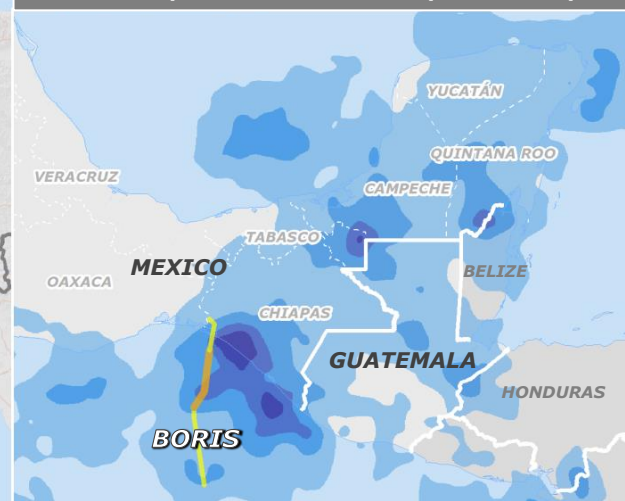 YUCATÁN
QUINTANA ROO
VERACRUZ
CAMPECHE
TABASCO
MEXICO
BELIZE
OAXACA
CHIAPAS
GUATEMALA
HONDURAS
BORIS